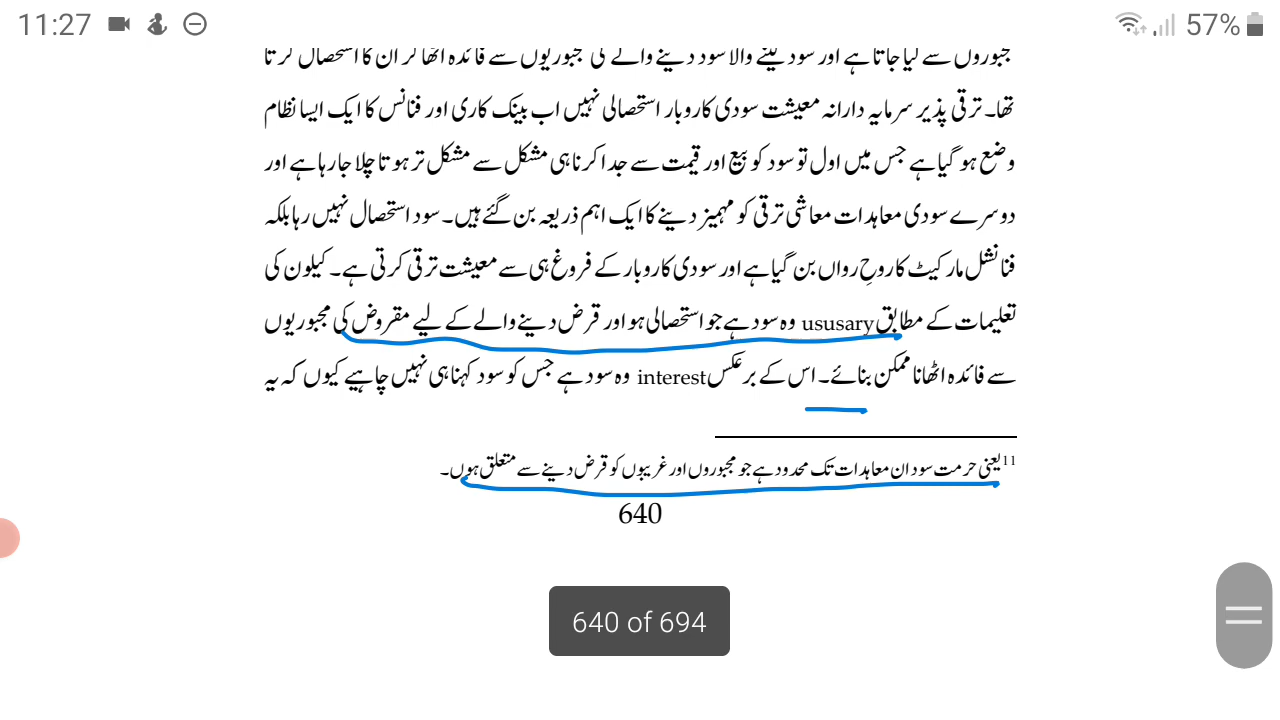 11:27
57%
مجبوروں سے لیا جاتا ہے اور سود لینے والا سود دینے والے کی مجبوریوں سے فائدہ اٹھا کر ان کا استحصال کرتا
تھا۔ ترقی پذیر سرمایہ دارانہ معیشت سودی کاروبار استحصالی نہیں اب بینک کاری اور فنانس کا ایک ایسا نظام
وضع ہو گیا ہے جس میں اول تو سود کو بیع اور قیمت سے جدا کرنا ہی مشکل سے مشکل تر ہوتا چلا جا رہا ہے اور
دوسرے سودی معاہدات معاشی ترقی کو مہمیز دینے کا ایک اہم ذریعہ بن گئے ہیں۔ سود استحصال نہیں رہا بلکہ
فنانشل مارکیٹ کا روحِ رواں بن گیا ہے اور سودی کاروبار کے فروغ ہی سے معیشت ترقی کرتی ہے۔ کیلون کی
تعلیمات کے مطابق ususary وہ سود ہے جو استحصالی ہو اور قرض دینے والے کے لیے مقروض کی مجبوریوں
سے فائدہ اٹھانا ممکن بنائے۔ اس کے برعکس interest وہ سود ہے جس کو سود کہنا ہی نہیں چاہیے کیوں کہ یہ
11 یعنی حرمت سود ان معاہدات تک محدود ہے جو مجبوروں اور غریبوں کو قرض دینے سے متعلق ہوں۔
640
640 of 694